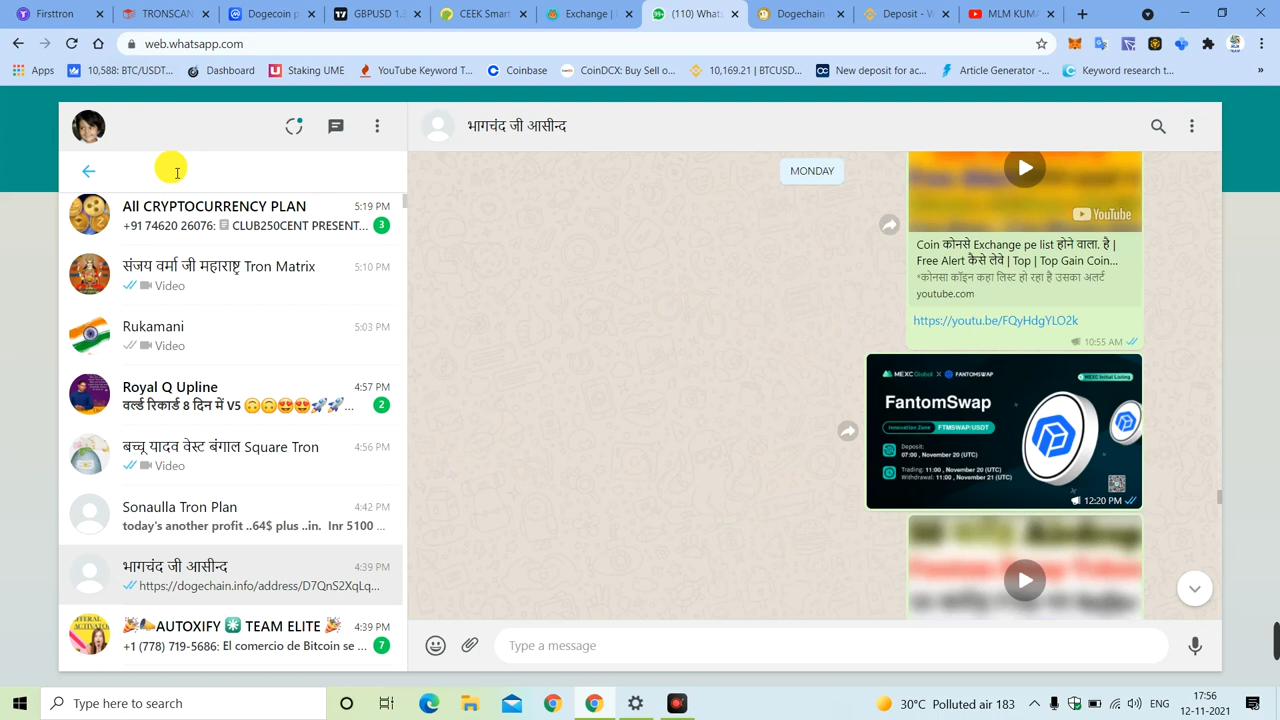 GBPUSD 1.
CEEK Smart
Exchange |
(110) Whats
Dogechain
Deposit - W
MLM KUMA
web.whatsapp.com
Apps
10,588: BTC/USDT...
Dashboard
Shining UME
YouTube Keyword T...
Coinbase
CoinDCX: Buy Sell o...
10,169.21 | BTCUSD...
New deposit for ac...
Article Generator -...
Keyword research t...
»
भागचंद जी आसीन्द
All CRYPTOCURRENCY PLAN 5:19 PM
+91 74620 26076: CLUB250CENT PRESENT... 3
संजय वर्मा जी महाराष्ट्र Tron Matrix 5:10 PM
Video
Rukamani 5:03 PM
Video
Royal Q Upline 4:57 PM
वर्ल्ड रिकार्ड 8 दिन में V5 🙃🙃😍😍🚀🚀... 2
4:56 PM
Video
Sonaulla Tron Plan 4:42 PM
today's another profit ..64$ plus ..in. Inr 5100 ...
भागचंद जी आसीन्द 4:39 PM
https://dogechain.info/address/D7QnS2XqLq...
🎉AUTOXIFY ✳️ TEAM ELITE 🎉 4:39 PM
+1 (778) 719-5686: El comercio de Bitcoin se ... 7
MONDAY
YouTube
Coin कोनसे Exchange pe list होने वाला. है |
Free Alert कैसे लेवे | Top | Top Gain Coin...
*कोनसा कॉइन कहा लिस्ट हो रहा है उसका अलर्ट
youtube.com
https://youtu.be/FQyHdgYLO2k
10:55 AM
MEXC Global X FANTOMSWAP
MEXC Initial Listing
FantomSwap
Innovation Zone FTMSWAP/USDT
Deposit:
07:00 , November 20 (UTC)
Trading: 11:00 , November 20 (UTC)
Withdrawal: 11:00 , November 21 (UTC)
12:20 PM
Type a message
Type here to search
30°C Polluted air 183
ENG
17:56
12-11-2021